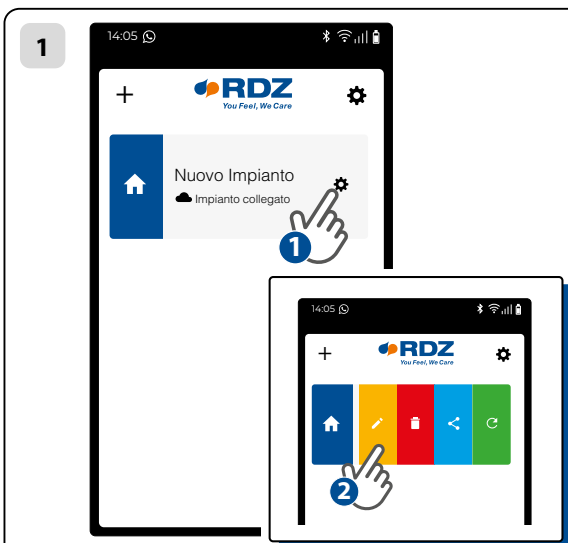 1
14:05
RDZ
You Feel, We Care
Nuovo Impianto
Impianto collegato
1
14:05
RDZ
You Feel, We Care
2